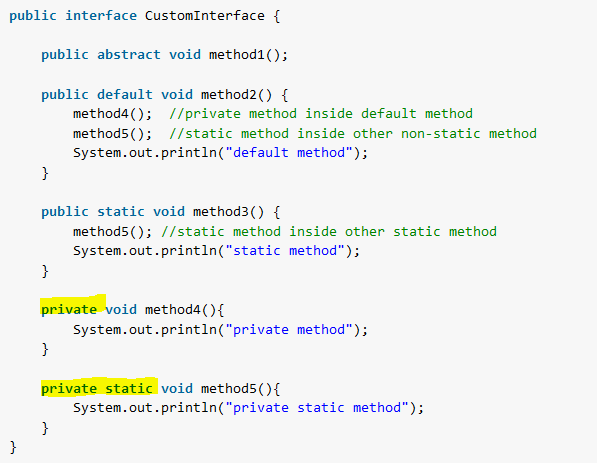 public interface CustomInterface {
public abstract void method1();
public default void method2() {
method4();  //private method inside default method
method5();  //static method inside other non-static method
System.out.println("default method");
}
public static void method3() {
method5(); //static method inside other static method
System.out.println("static method");
}
private void method4(){
System.out.println("private method");
}
private static void method5(){
System.out.println("private static method");
}
}